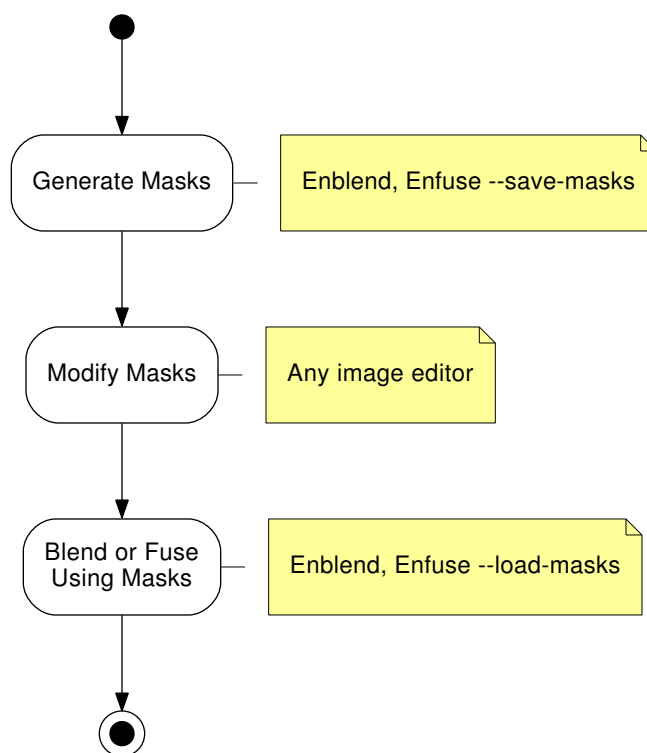 Generate Masks
Enblend, Enfuse --save-masks
Modify Masks
Any image editor
Blend or Fuse
Using Masks
Enblend, Enfuse --load-masks